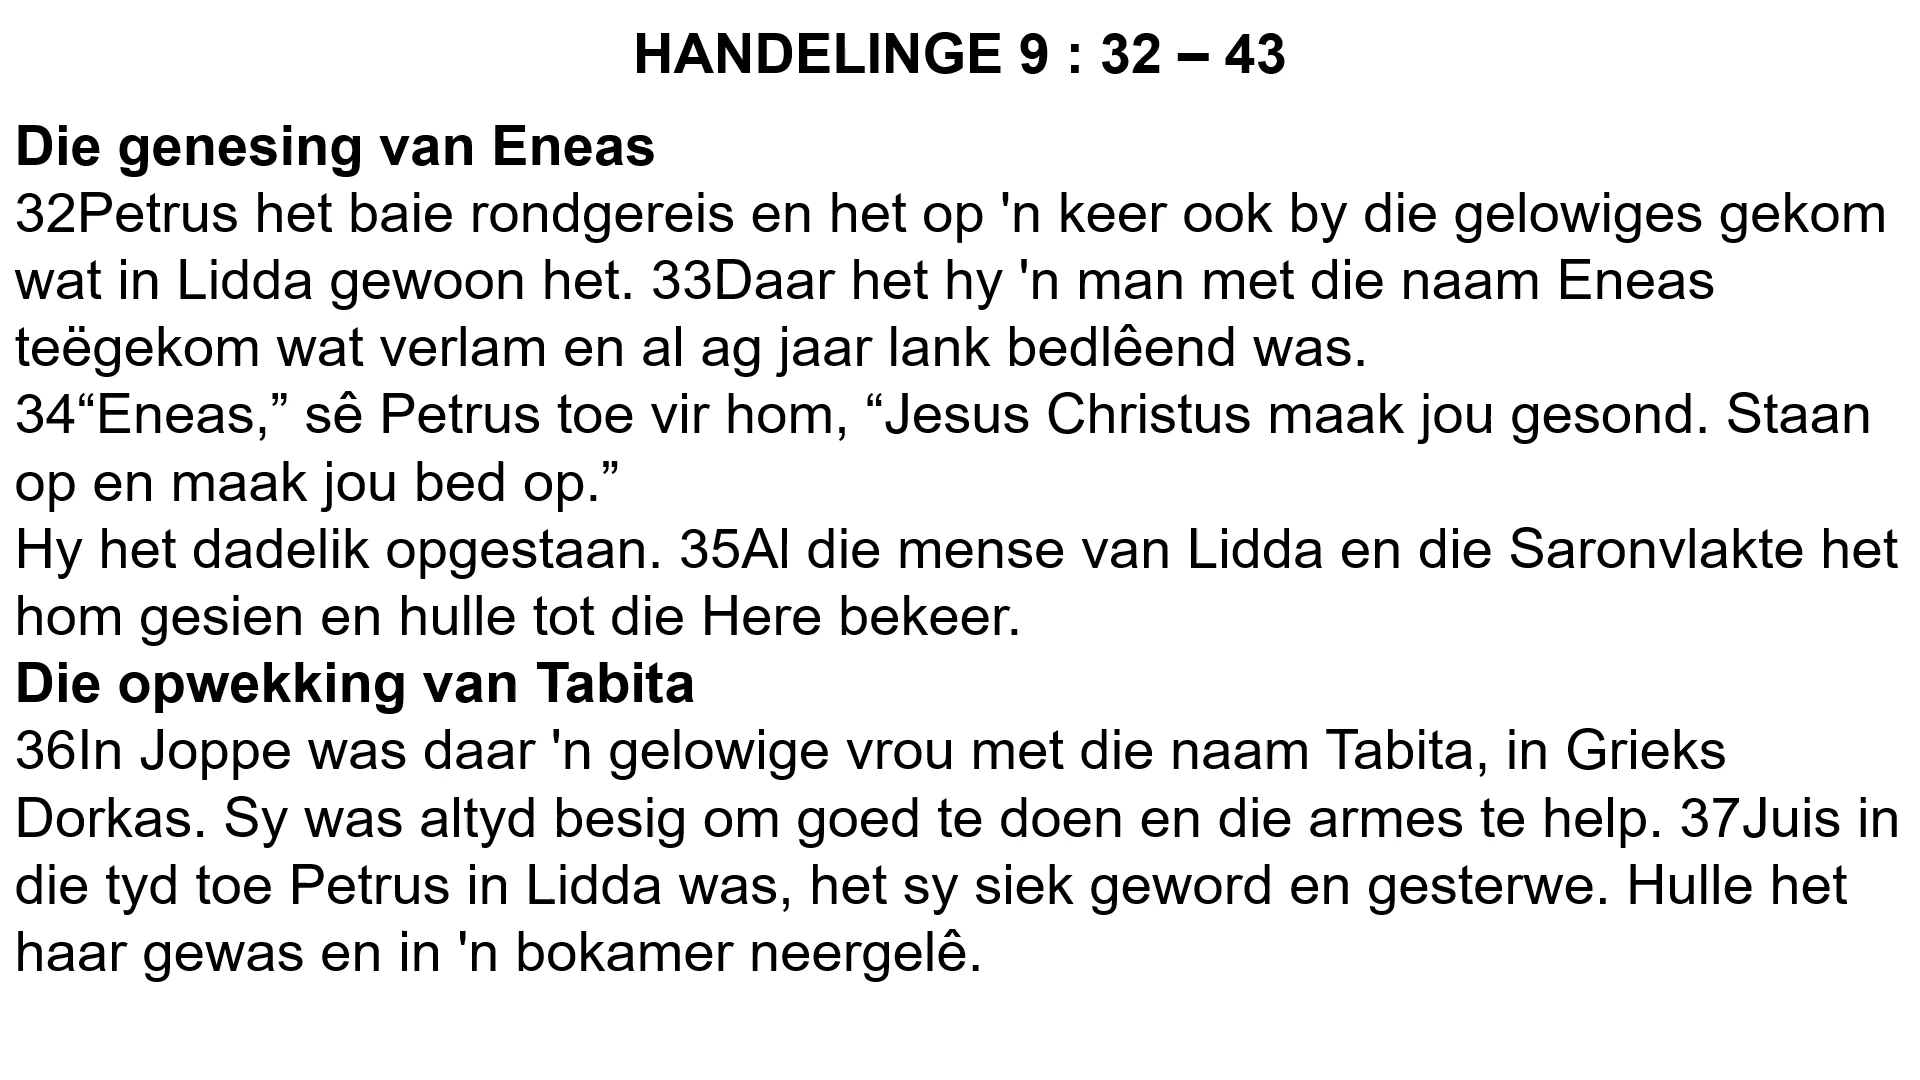 HANDELINGE 9 : 32 – 43
Die genesing van Eneas
32Petrus het baie rondgereis en het op 'n keer ook by die gelowiges gekom
wat in Lidda gewoon het. 33Daar het hy 'n man met die naam Eneas
teëgekom wat verlam en al ag jaar lank bedlêend was.
34“Eneas,” sê Petrus toe vir hom, “Jesus Christus maak jou gesond. Staan
op en maak jou bed op.”
Hy het dadelik opgestaan. 35Al die mense van Lidda en die Saronvlakte het
hom gesien en hulle tot die Here bekeer.
Die opwekking van Tabita
36In Joppe was daar 'n gelowige vrou met die naam Tabita, in Grieks
Dorkas. Sy was altyd besig om goed te doen en die armes te help. 37Juis in
die tyd toe Petrus in Lidda was, het sy siek geword en gesterwe. Hulle het
haar gewas en in 'n bokamer neergelê.